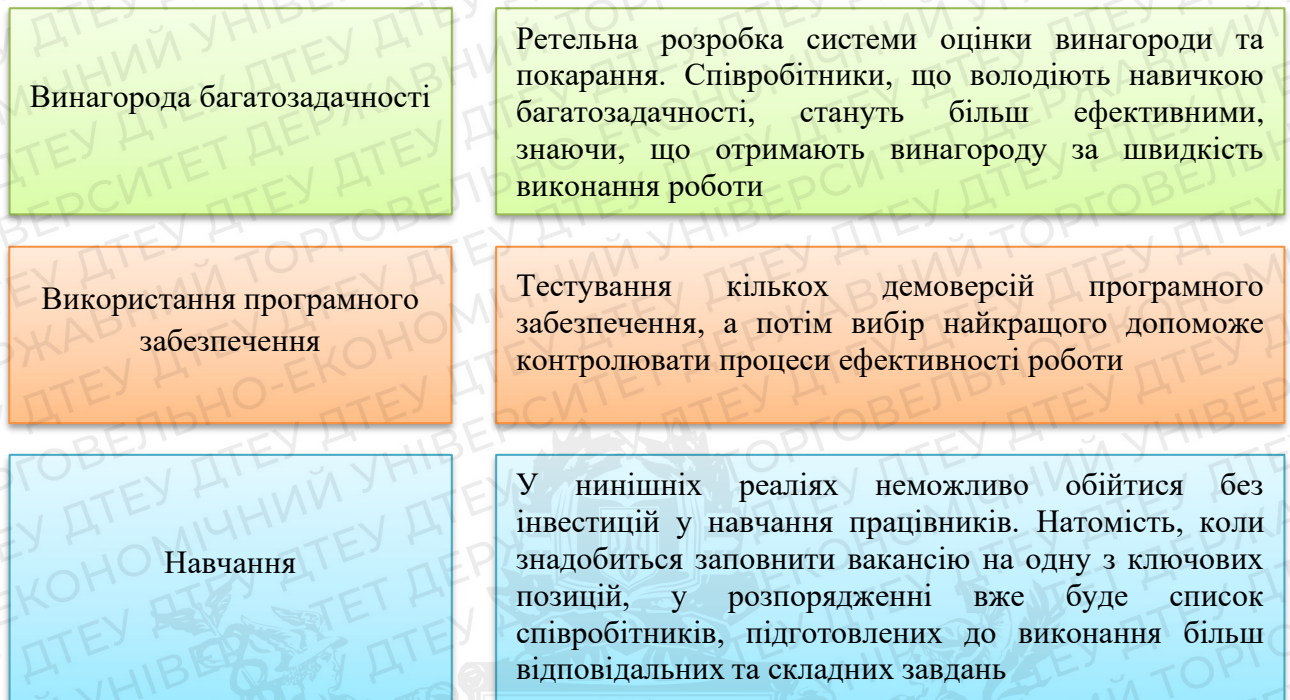 Винагорода багатозадачності
Ретельна розробка системи оцінки винагороди та
покарання. Співробітники, що володіють навичкою
багатозадачності, стануть більш ефективними,
знаючи, що отримають винагороду за швидкість
виконання роботи
Використання програмного
забезпечення
Тестування кількох демоверсій програмного
забезпечення, а потім вибір найкращого допоможе
контролювати процеси ефективності роботи
Навчання
У нинішніх реаліях неможливо обійтися без
інвестицій у навчання працівників. Натомість, коли
знадобиться заповнити вакансію на одну з ключових
позицій, у розпорядженні вже буде список
співробітників, підготовлених до виконання більш
відповідальних та складних завдань